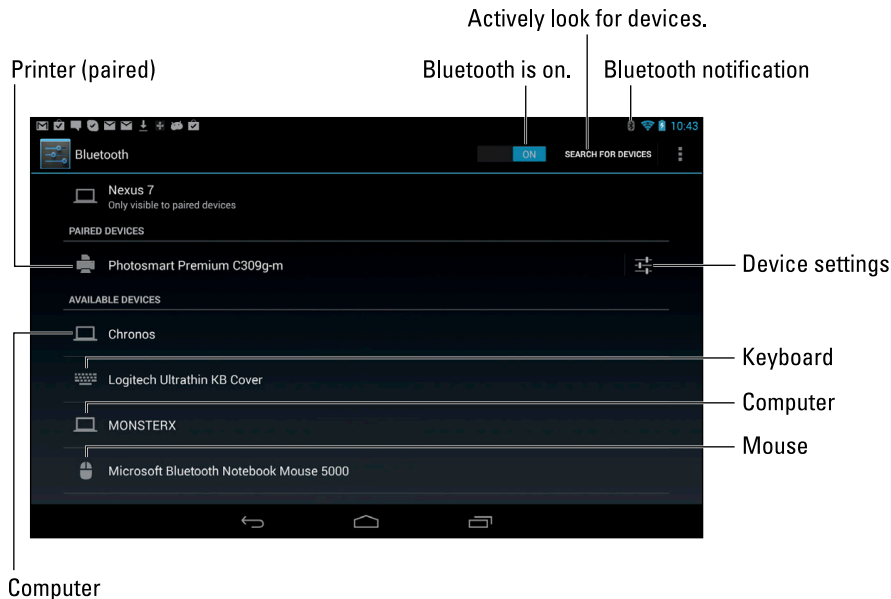 Actively look for devices.
Printer (paired)
Bluetooth is on.
Bluetooth notification
10:43
Bluetooth
ON
SEARCH FOR DEVICES
Nexus 7
Only visible to paired devices
PAIRED DEVICES
Photosmart Premium C309g-m
Device settings
AVAILABLE DEVICES
Chronos
Keyboard
Logitech Ultrathin KB Cover
Computer
MONSTERX
Mouse
Microsoft Bluetooth Notebook Mouse 5000
Computer